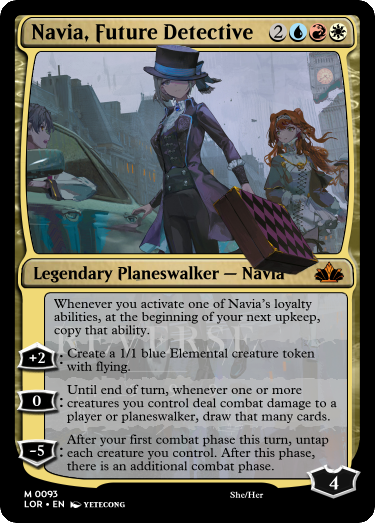 Navia, Future Detective 2
Legendary Planeswalker — Navia
Whenever you activate one of Navia's loyalty
abilities, at the beginning of your next upkeep,
copy that ability.
+2: Create a 1/1 blue Elemental creature token
with flying.
0: Until end of turn, whenever one or more
creatures you control deal combat damage to a
player or planeswalker, draw that many cards.
-5: After your first combat phase this turn, untap
each creature you control. After this phase,
there is an additional combat phase.
REVERSE
4
M 0093
She/Her
LOR • EN YETECONG